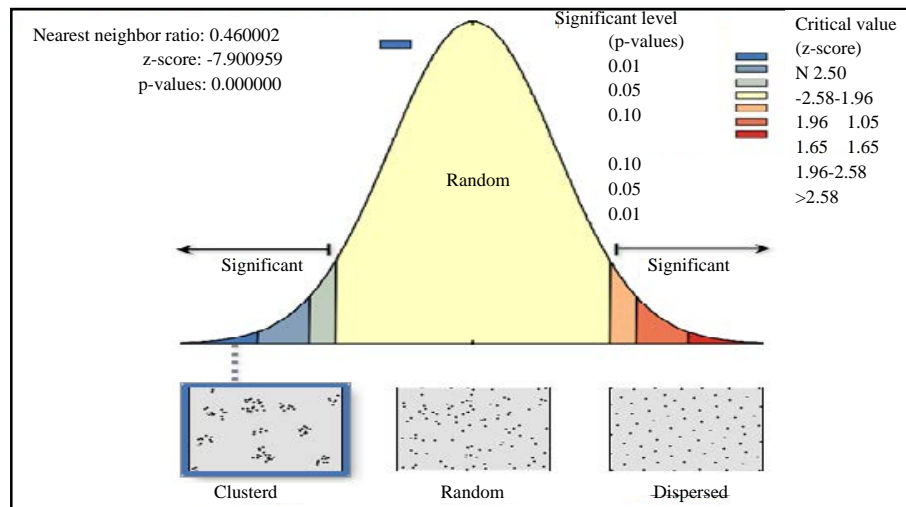 Nearest neighbor ratio: 0.460002
z-score: -7.900959
p-values: 0.000000
Significant level
(p-values)
0.01
0.05
0.10
0.10
0.05
0.01
Critical value
(z-score)
N 2.50
-2.58-1.96
1.96 1.05
1.65 1.65
1.96-2.58
>2.58
Random
Significant
Significant
Clusterd
Random
Dispersed